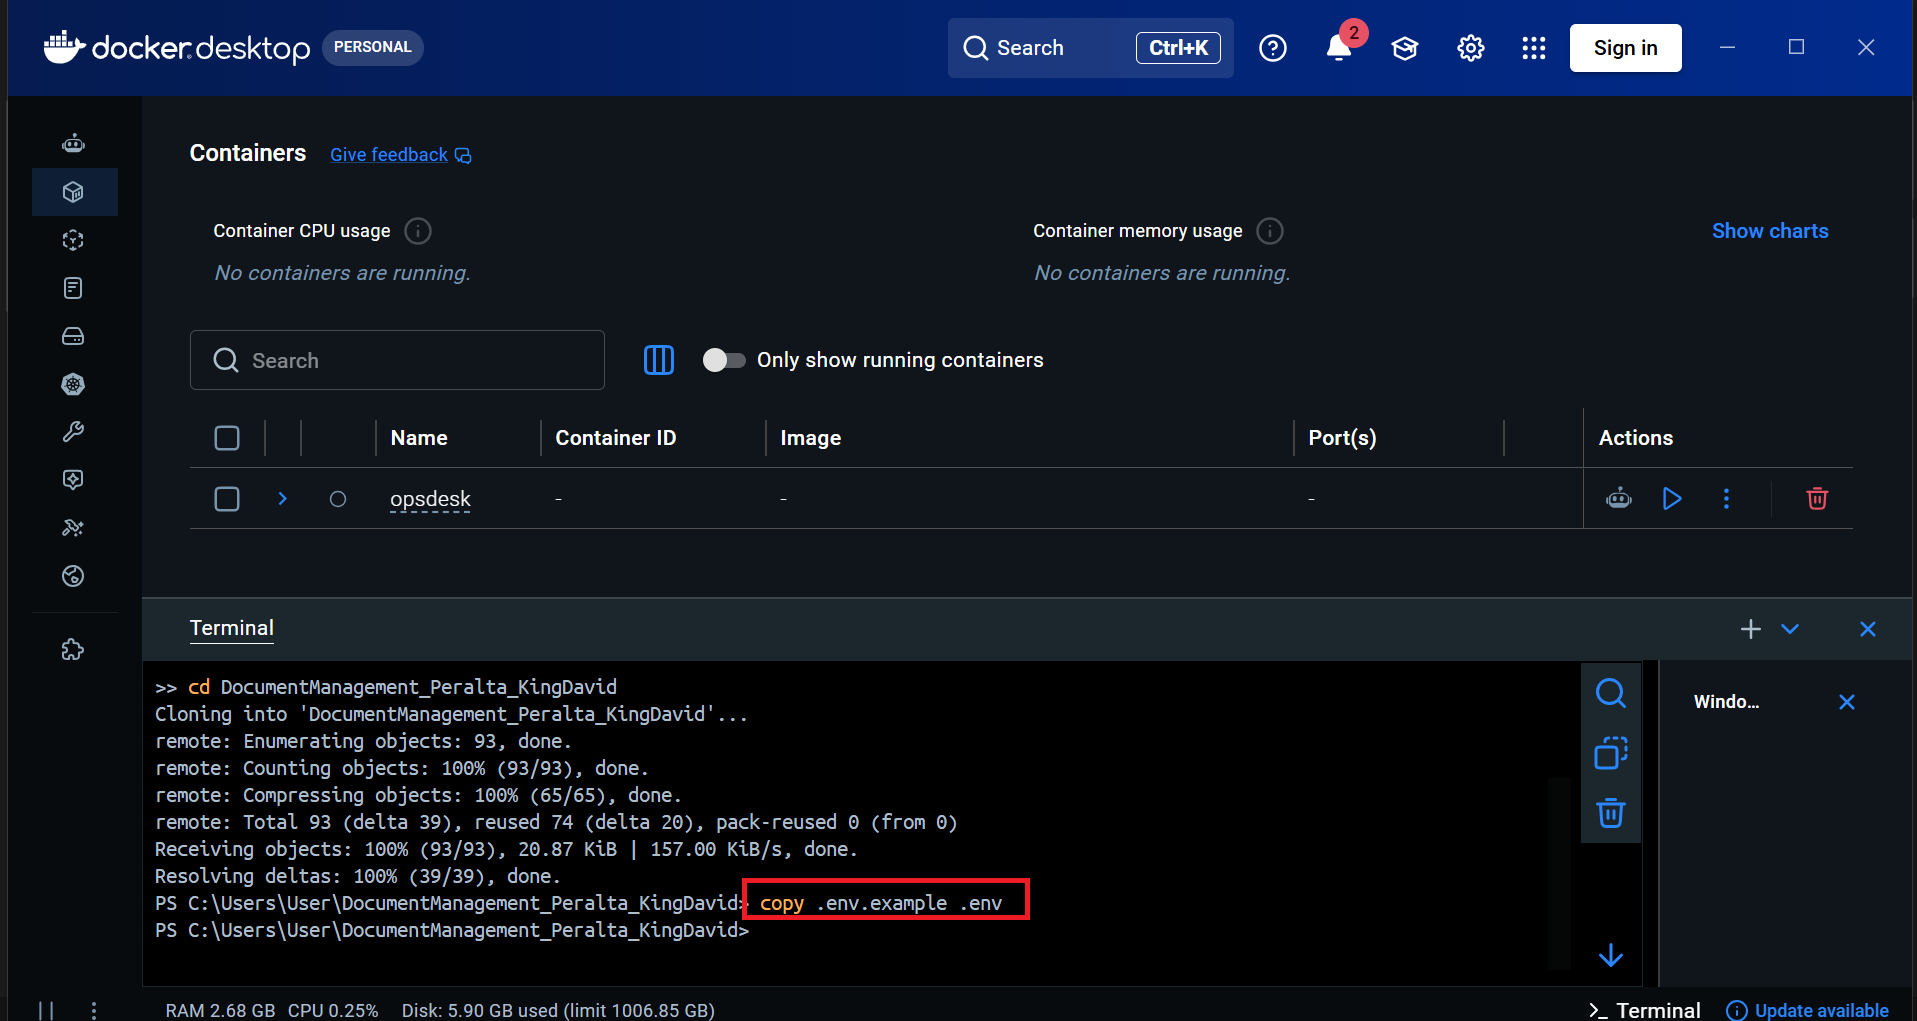 docker desktop PERSONAL
Search Ctrl+K
2
Sign in
Containers Give feedback
Container CPU usage
Container memory usage
Show charts
No containers are running.
No containers are running.
Search
Only show running containers
Name Container ID Image Port(s) Actions
opsdesk - - -
Terminal
>> cd DocumentManagement_Peralta_KingDavid
Cloning into 'DocumentManagement_Peralta_KingDavid'...
remote: Enumerating objects: 93, done.
remote: Counting objects: 100% (93/93), done.
remote: Compressing objects: 100% (65/65), done.
remote: Total 93 (delta 39), reused 74 (delta 20), pack-reused 0 (from 0)
Receiving objects: 100% (93/93), 20.87 KiB | 157.00 KiB/s, done.
Resolving deltas: 100% (39/39), done.
PS C:\Users\User\DocumentManagement_Peralta_KingDavid> copy .env.example .env
PS C:\Users\User\DocumentManagement_Peralta_KingDavid>
Windo...
RAM 2.68 GB CPU 0.25% Disk: 5.90 GB used (limit 1006.85 GB)
>_ Terminal
Update available